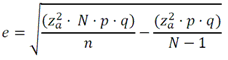 e = √((z_a^2 · N · p · q)/n − (z_a^2 · p · q)/(N − 1))